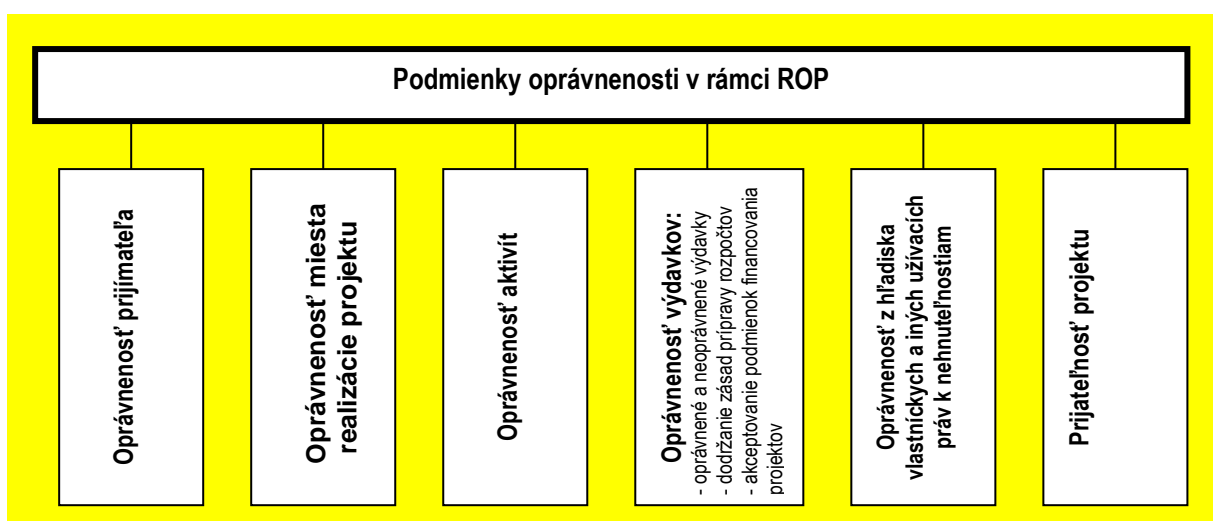 Podmienky oprávnenosti v rámci ROP
Oprávnenosť prijímateľa
Oprávnenosť miesta
realizácie projektu
Oprávnenosť aktivít
Oprávnenosť výdavkov:
- oprávnené a neoprávnené výdavky
- dodržanie zásad prípravy rozpočtov
- akceptovanie podmienok financovania
projektov
Oprávnenosť z hľadiska
vlastníckych a iných užívacích
práv k nehnuteľnostiam
Prijateľnosť projektu